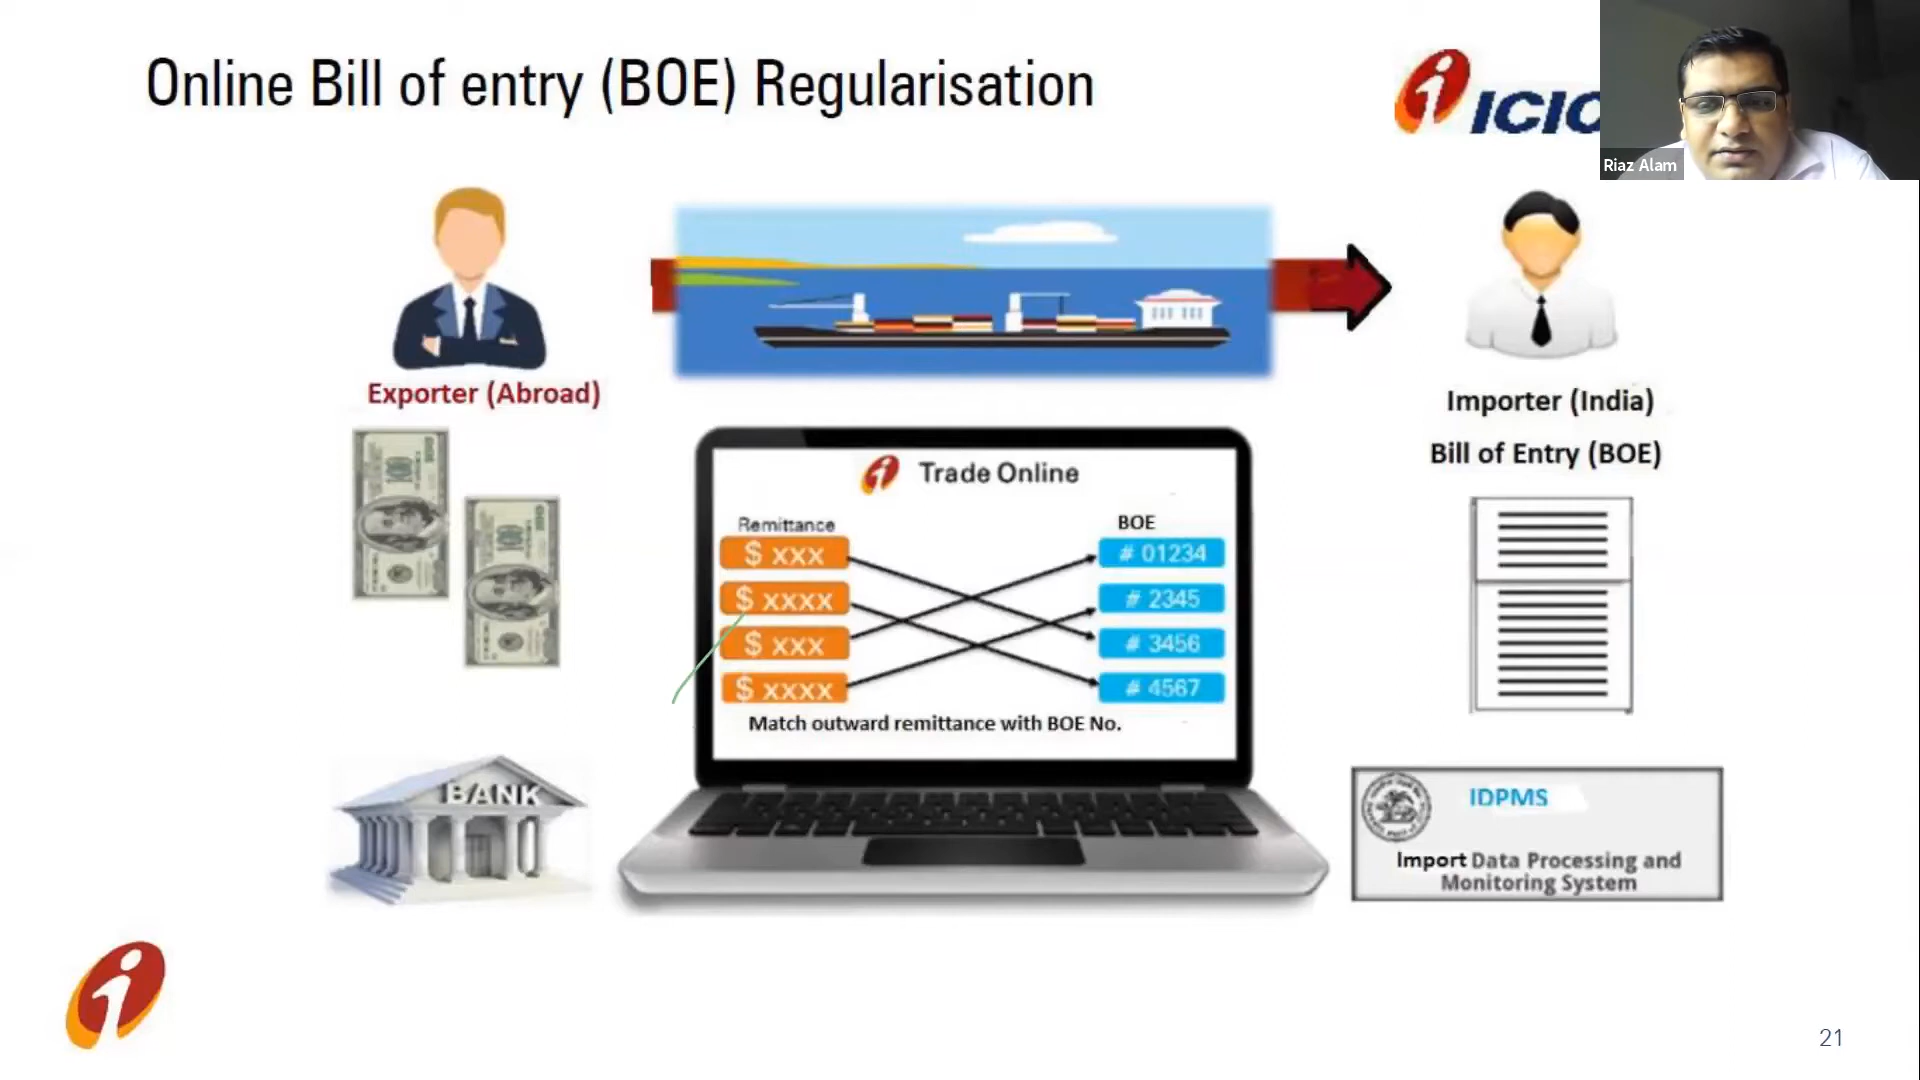 Online Bill of entry (BOE) Regularisation
ICIC
Riaz Alam
Exporter (Abroad)
Importer (India)
Bill of Entry (BOE)
Trade Online
Remittance
BOE
$ xxx
# 01234
$ xxxx
# 2345
$ xxx
# 3456
$ xxxx
# 4567
Match outward remittance with BOE No.
100
100
BANK
IDPMS
Import Data Processing and
Monitoring System
21